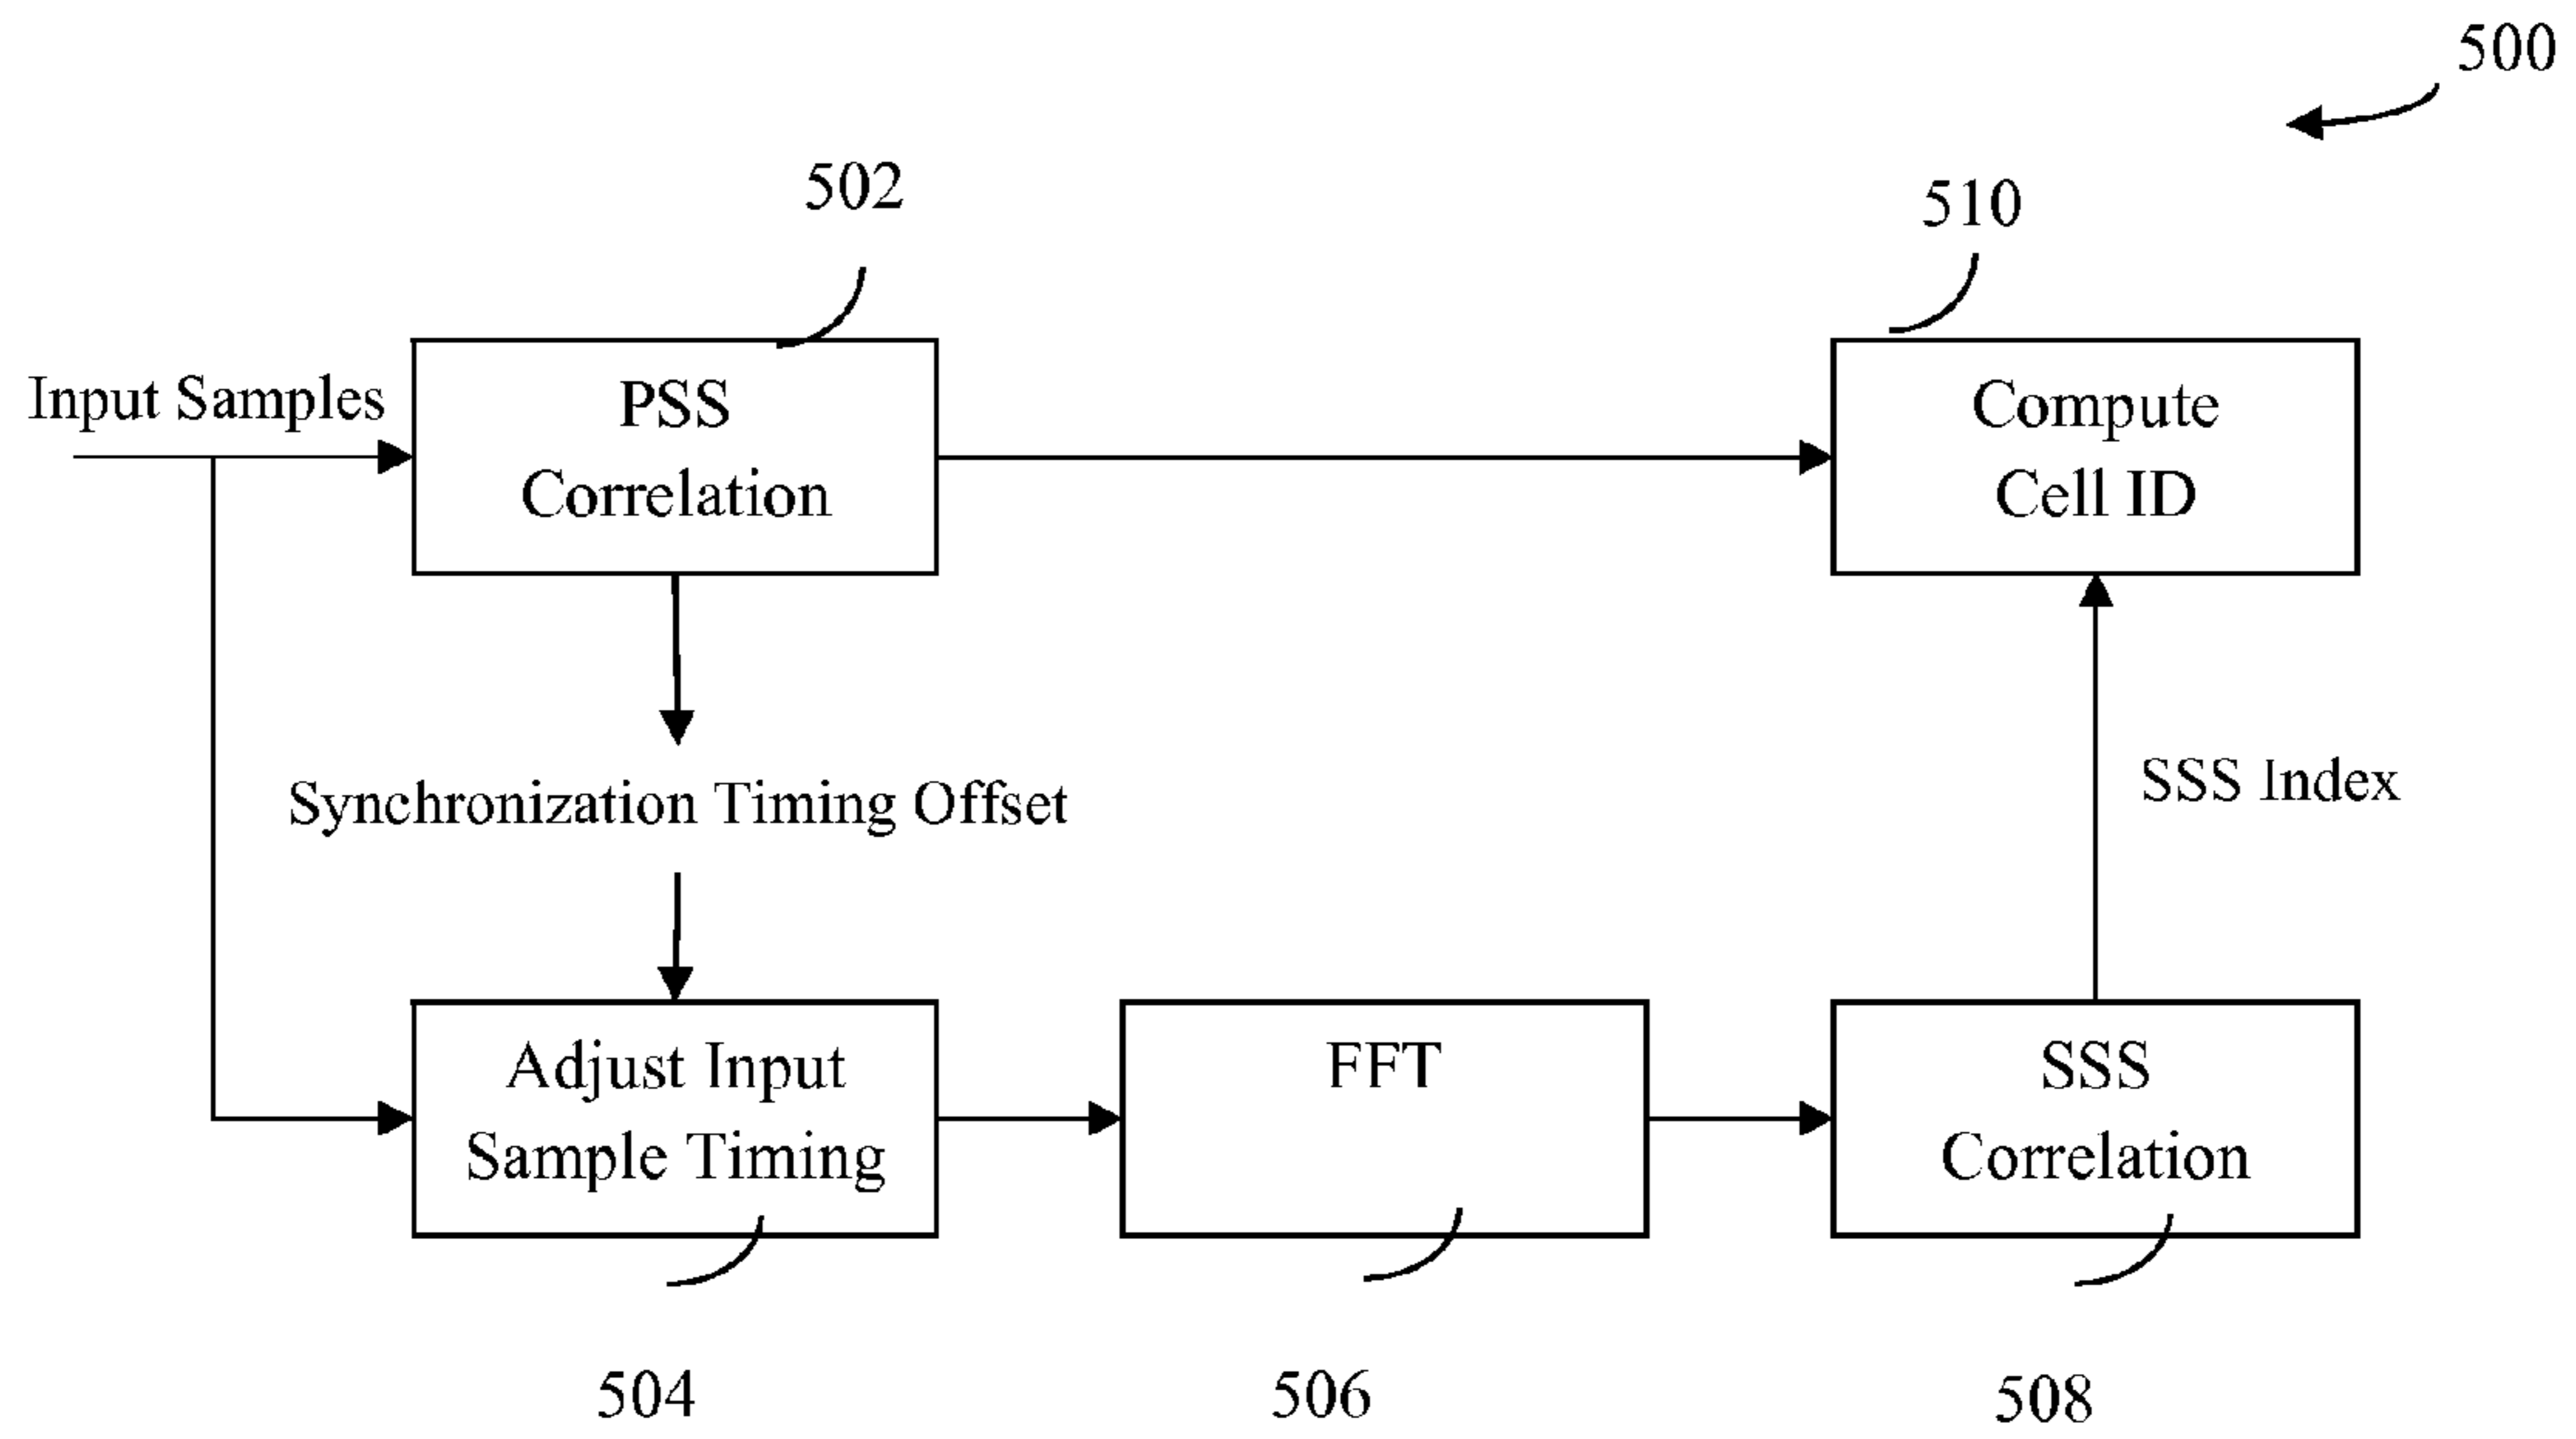 500
502
510
Input Samples
PSS
Correlation
Compute
Cell ID
Synchronization Timing Offset
SSS Index
Adjust Input
Sample Timing
FFT
SSS
Correlation
504
506
508